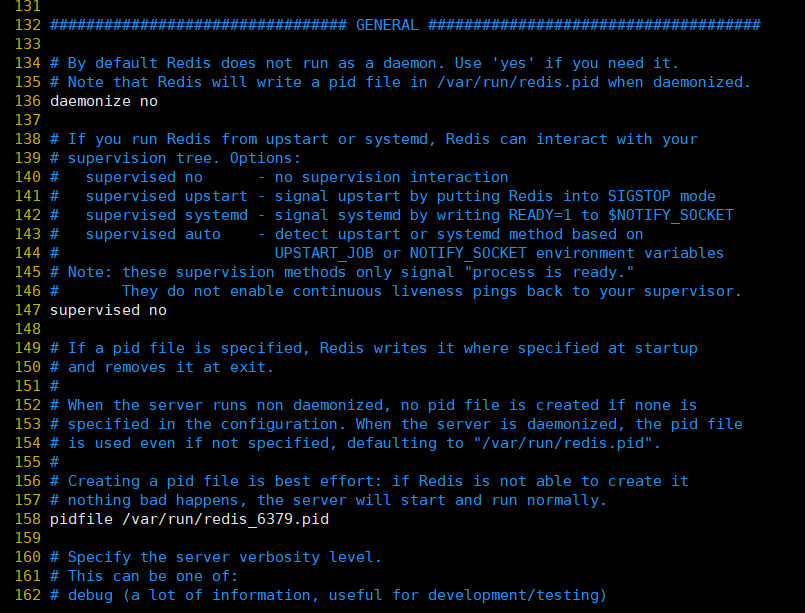 131
132 ################################# GENERAL #####################################
133
134 # By default Redis does not run as a daemon. Use 'yes' if you need it.
135 # Note that Redis will write a pid file in /var/run/redis.pid when daemonized.
136 daemonize no
137
138 # If you run Redis from upstart or systemd, Redis can interact with your
139 # supervision tree. Options:
140 #   supervised no      - no supervision interaction
141 #   supervised upstart - signal upstart by putting Redis into SIGSTOP mode
142 #   supervised systemd - signal systemd by writing READY=1 to $NOTIFY_SOCKET
143 #   supervised auto    - detect upstart or systemd method based on
144 #                        UPSTART_JOB or NOTIFY_SOCKET environment variables
145 # Note: these supervision methods only signal "process is ready."
146 #       They do not enable continuous liveness pings back to your supervisor.
147 supervised no
148
149 # If a pid file is specified, Redis writes it where specified at startup
150 # and removes it at exit.
151 #
152 # When the server runs non daemonized, no pid file is created if none is
153 # specified in the configuration. When the server is daemonized, the pid file
154 # is used even if not specified, defaulting to "/var/run/redis.pid".
155 #
156 # Creating a pid file is best effort: if Redis is not able to create it
157 # nothing bad happens, the server will start and run normally.
158 pidfile /var/run/redis_6379.pid
159
160 # Specify the server verbosity level.
161 # This can be one of:
162 # debug (a lot of information, useful for development/testing)